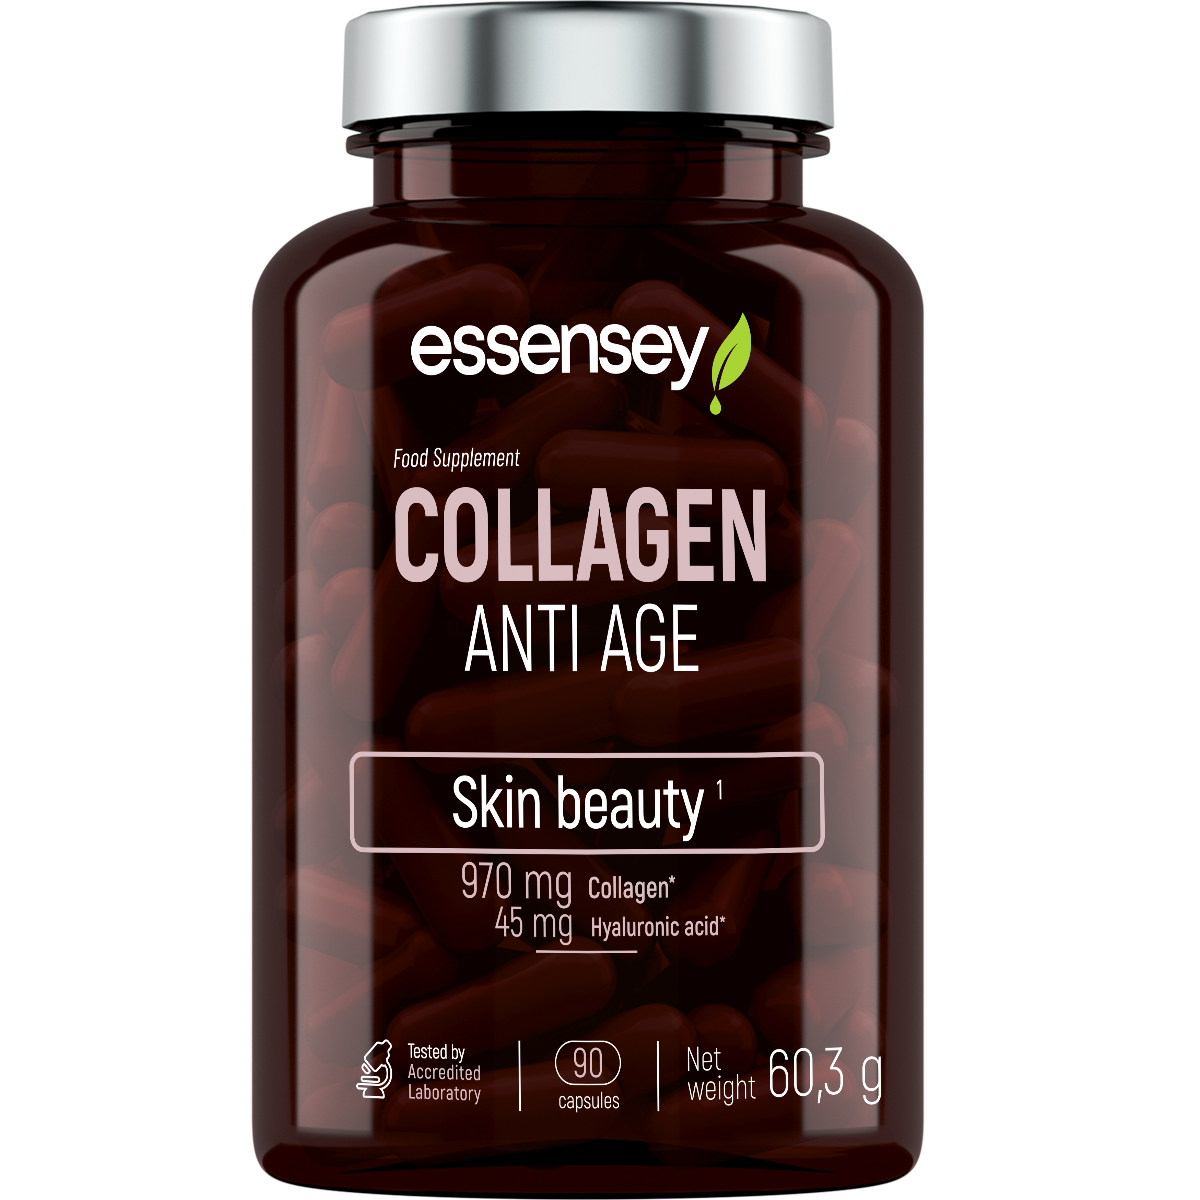 essensey
Food Supplement
COLLAGEN
ANTI AGE
Skin beauty ¹
970 mg Collagen*
45 mg Hyaluronic acid*
Tested by
Accredited
Laboratory
90
capsules
Net
weight 60,3 g